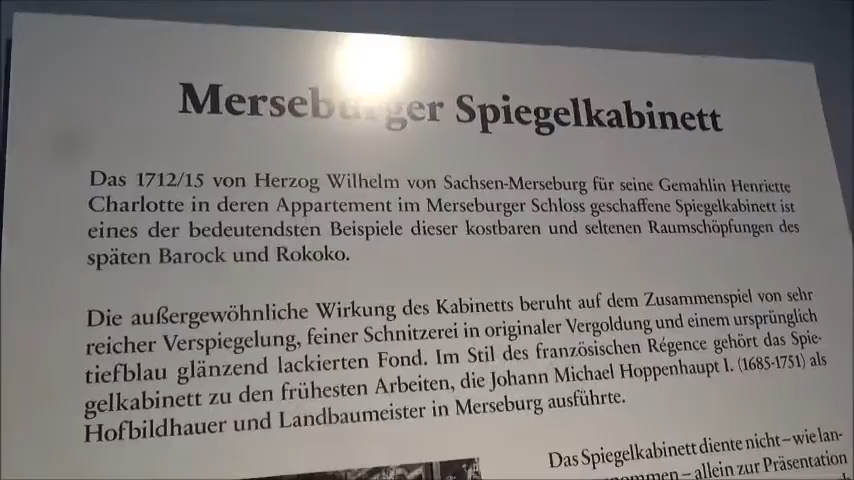 Merseburger Spiegelkabinett
Das 1712/15 von Herzog Wilhelm von Sachsen-Merseburg für seine Gemahlin Henriette
Charlotte in deren Appartement im Merseburger Schloss geschaffene Spiegelkabinett ist
eines der bedeutendsten Beispiele dieser kostbaren und seltenen Raumschöpfungen des
späten Barock und Rokoko.
Die außergewöhnliche Wirkung des Kabinetts beruht auf dem Zusammenspiel von sehr
reicher Verspiegelung, feiner Schnitzerei in originaler Vergoldung und einem ursprünglich
tiefblau glänzend lackierten Fond. Im Stil des französischen Régence gehört das Spie-
gelkabinett zu den frühesten Arbeiten, die Johann Michael Hoppenhaupt I. (1685-1751) als
Hofbildhauer und Landbaumeister in Merseburg ausführte.
Das Spiegelkabinett diente nicht – wie lan-
– allein zur Präsentation